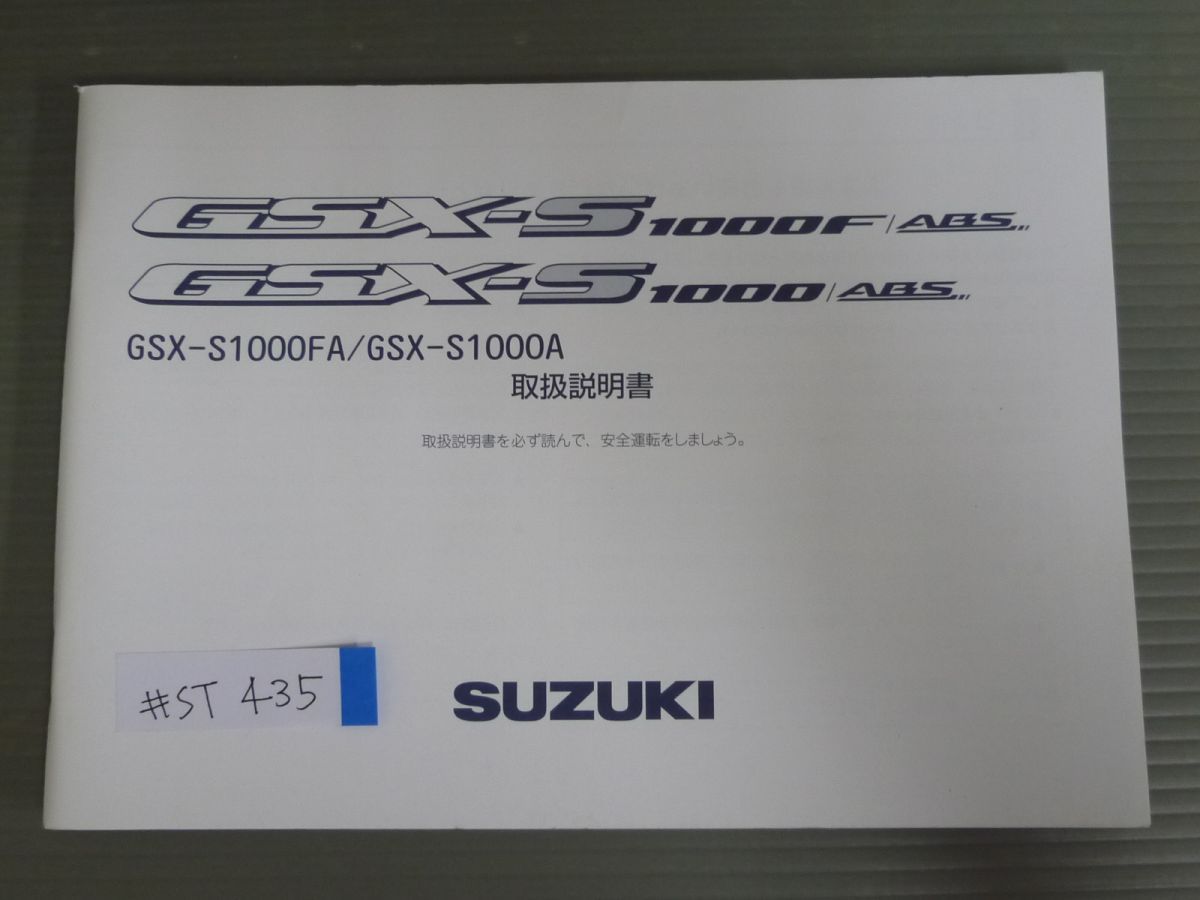 GSX-S1000F/ABS
GSX-S1000/ABS
GSX-S1000FA/GSX-S1000A
取扱説明書
取扱説明書を必ず読んで、安全運転をしましょう。
#ST 435
SUZUKI